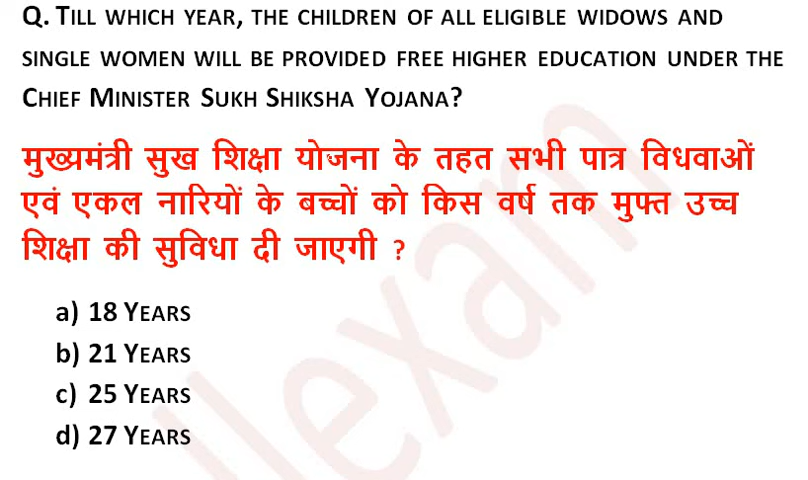 Q. TILL WHICH YEAR, THE CHILDREN OF ALL ELIGIBLE WIDOWS AND
SINGLE WOMEN WILL BE PROVIDED FREE HIGHER EDUCATION UNDER THE
CHIEF MINISTER SUKH SHIKSHA YOJANA?
मुख्यमंत्री सुख शिक्षा योजना के तहत सभी पात्र विधवाओं
एवं एकल नारियों के बच्चों को किस वर्ष तक मुफ्त उच्च
शिक्षा की सुविधा दी जाएगी ?
a) 18 YEARS
b) 21 YEARS
c) 25 YEARS
d) 27 YEARS